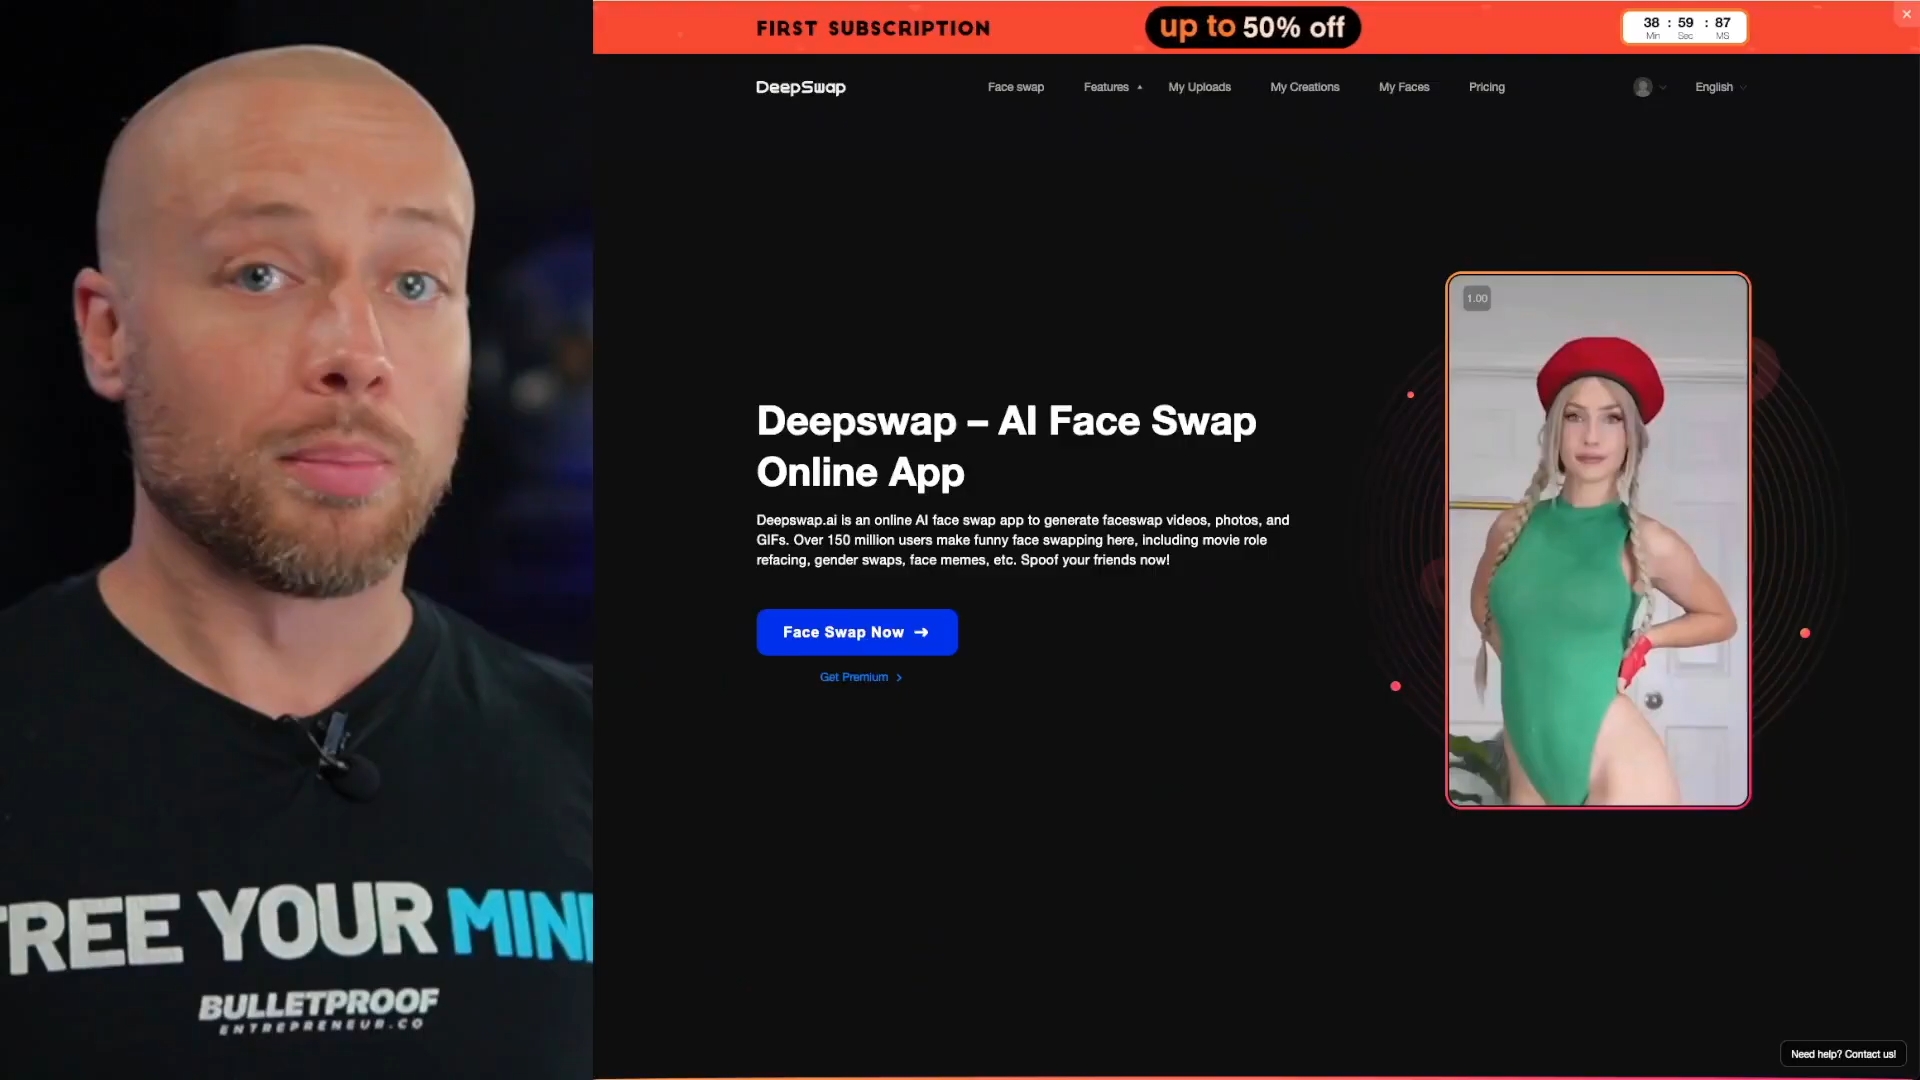 FIRST SUBSCRIPTION
up to 50% off
38 : 59 : 87
Min Sec MS
DeepSwap
Face swap
Features
My Uploads
My Creations
My Faces
Pricing
English
1.00
Deepswap – AI Face Swap
Online App
Deepswap.ai is an online AI face swap app to generate faceswap videos, photos, and
GIFs. Over 150 million users make funny face swapping here, including movie role
refacing, gender swaps, face memes, etc. Spoof your friends now!
Face Swap Now →
Get Premium >
Need help? Contact us!
FREE YOUR MIND
BULLETPROOF
ENTREPRENEUR.CO